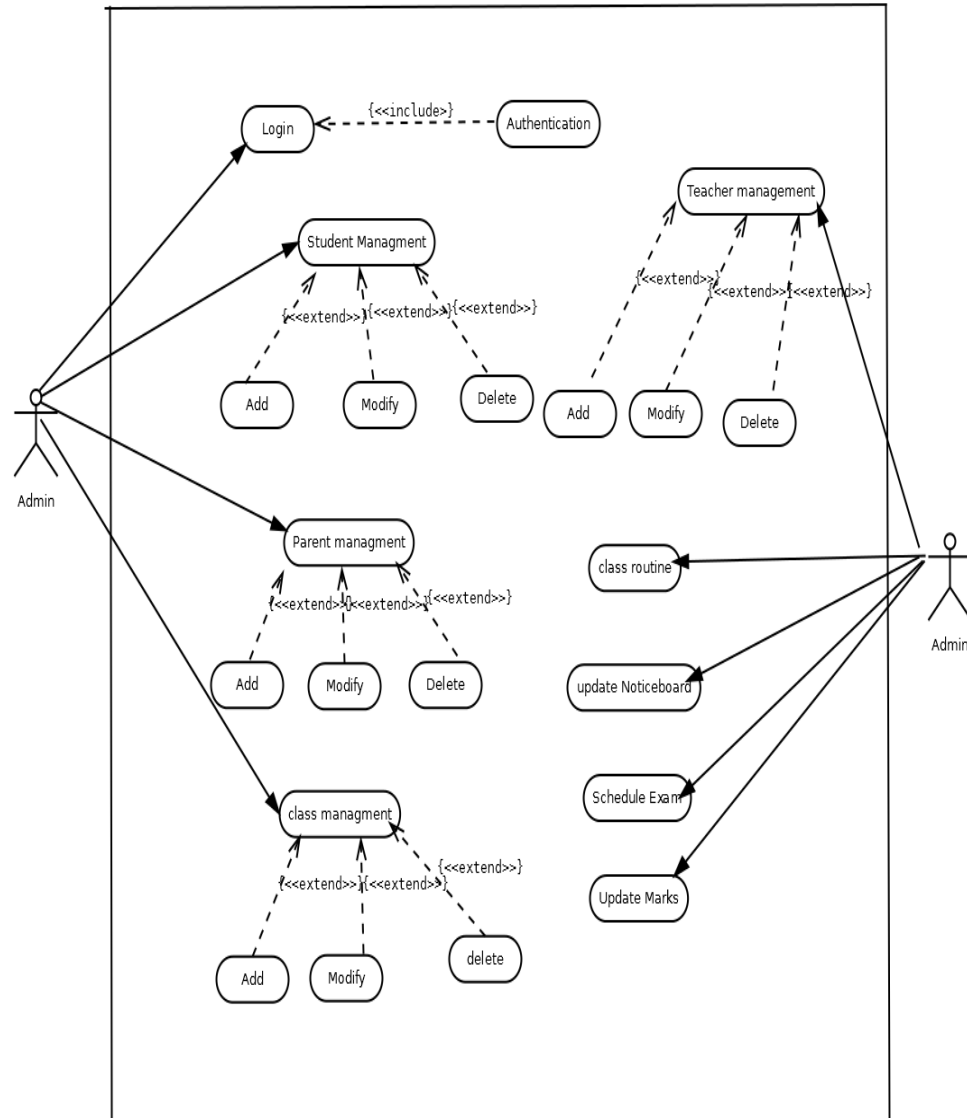 {<<include>}
Login
Authentication
Teacher management
Student Managment
{<<extend>>}
{<<extend>>}
{<<extend>>}
{<<extend>>}
{<<extend>>}
{<<extend>>}
Add
Modify
Delete
Add
Modify
Delete
Admin
Parent managment
class routine
{<<extend>>}
{<<extend>>}
{<<extend>>}
Admin
Add
Modify
Delete
update Noticeboard
class managment
Schedule Exam
{<<extend>>}
{<<extend>>}
{<<extend>>}
Update Marks
Add
Modify
delete